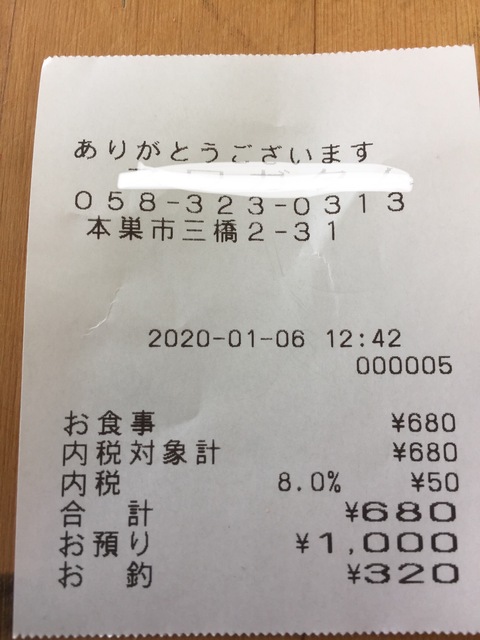 ありがとうございます
058-323-0313
本巣市三橋2-31
2020-01-06 12:42
000005
お食事 ¥680
内税対象計 ¥680
内税 8.0% ¥50
合計 ¥680
お預り ¥1,000
お釣 ¥320